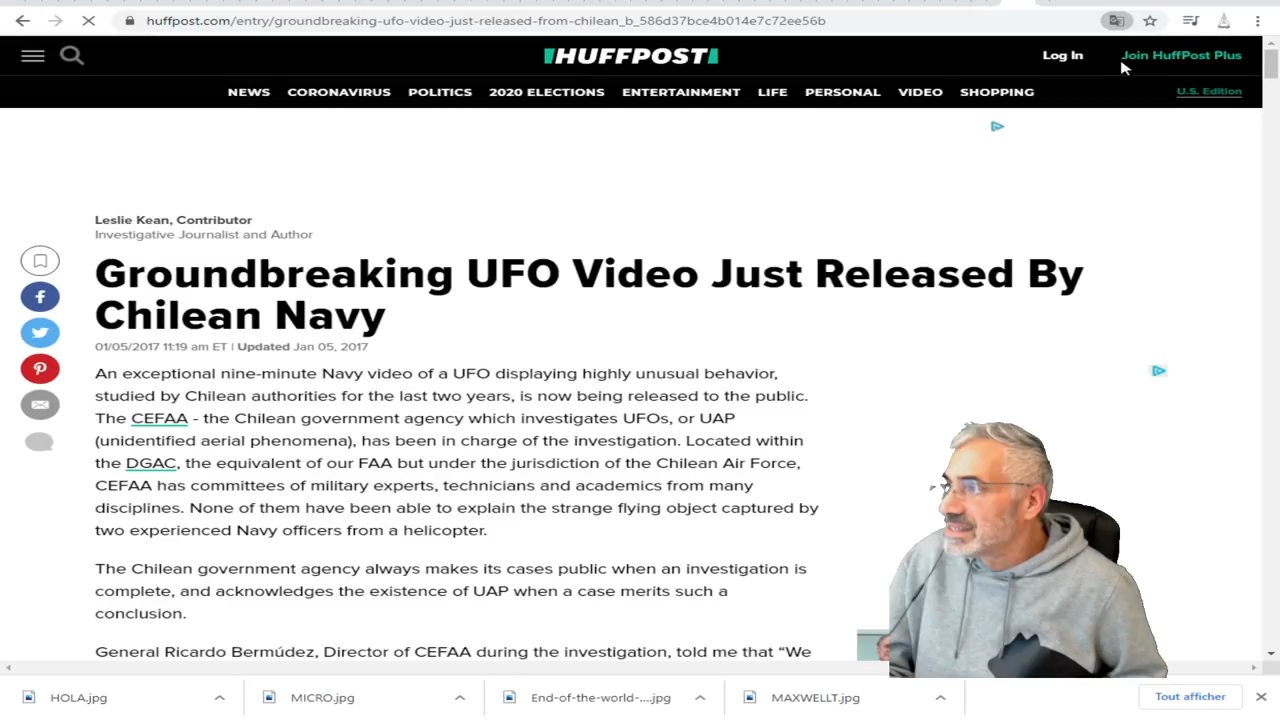 huffpost.com/entry/groundbreaking-ufo-video-just-released-from-chilean_b_586d37bce4b014e7c72ee56b
HUFFPOST
Log In
Join HuffPost Plus
NEWS CORONAVIRUS POLITICS 2020 ELECTIONS ENTERTAINMENT LIFE PERSONAL VIDEO SHOPPING
U.S. Edition
Leslie Kean, Contributor
Investigative Journalist and Author
Groundbreaking UFO Video Just Released By
Chilean Navy
01/05/2017 11:19 am ET | Updated Jan 05, 2017
An exceptional nine-minute Navy video of a UFO displaying highly unusual behavior,
studied by Chilean authorities for the last two years, is now being released to the public.
The CEFAA - the Chilean government agency which investigates UFOs, or UAP
(unidentified aerial phenomena), has been in charge of the investigation. Located within
the DGAC, the equivalent of our FAA but under the jurisdiction of the Chilean Air Force,
CEFAA has committees of military experts, technicians and academics from many
disciplines. None of them have been able to explain the strange flying object captured by
two experienced Navy officers from a helicopter.
The Chilean government agency always makes its cases public when an investigation is
complete, and acknowledges the existence of UAP when a case merits such a
conclusion.
General Ricardo Bermúdez, Director of CEFAA during the investigation, told me that “We
HOLA.jpg
MICRO.jpg
End-of-the-world-....jpg
MAXWELLT.jpg
Tout afficher